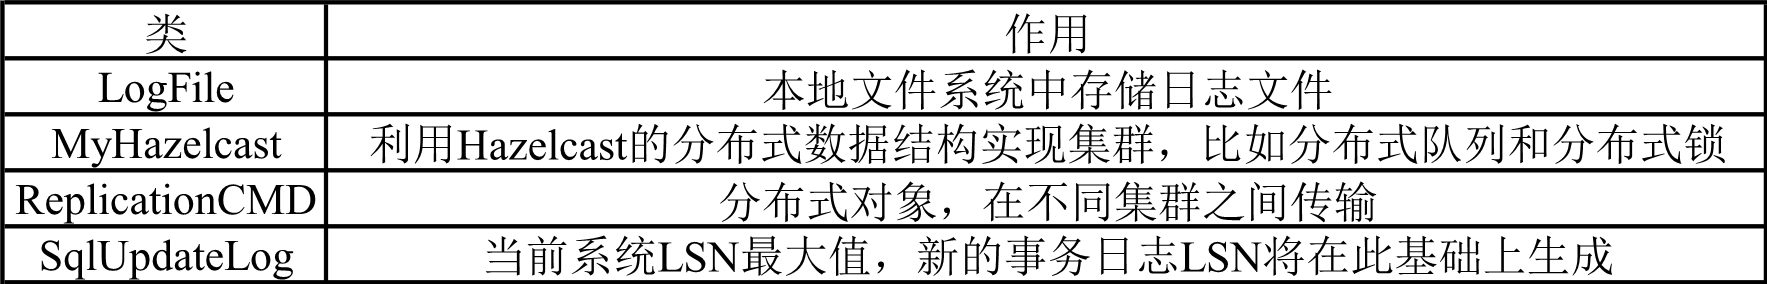 类 作用
LogFile 本地文件系统中存储日志文件
MyHazelcast 利用Hazelcast的分布式数据结构实现集群，比如分布式队列和分布式锁
ReplicationCMD 分布式对象，在不同集群之间传输
SqlUpdateLog 当前系统LSN最大值，新的事务日志LSN将在此基础上生成